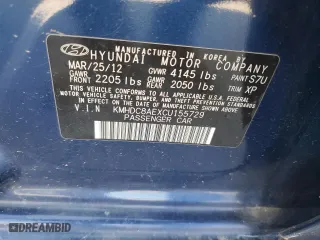 MANUFACTURED IN KOREA BY
HYUNDAI MOTOR COMPANY
MAR/25/12 GVWR 4145 lbs PAINT S7U
GAWR FRONT 2205 lbs GAWR REAR 2050 lbs TRIM XP
THIS VEHICLE CONFORMS TO ALL APPLICABLE
FEDERAL MOTOR VEHICLE SAFETY, BUMPER, AND
THEFT PREVENTION STANDARDS IN EFFECT ON
THE DATE OF MANUFACTURE SHOWN ABOVE.
V.I.N KMHDC8AEXCU155729
PASSENGER CAR